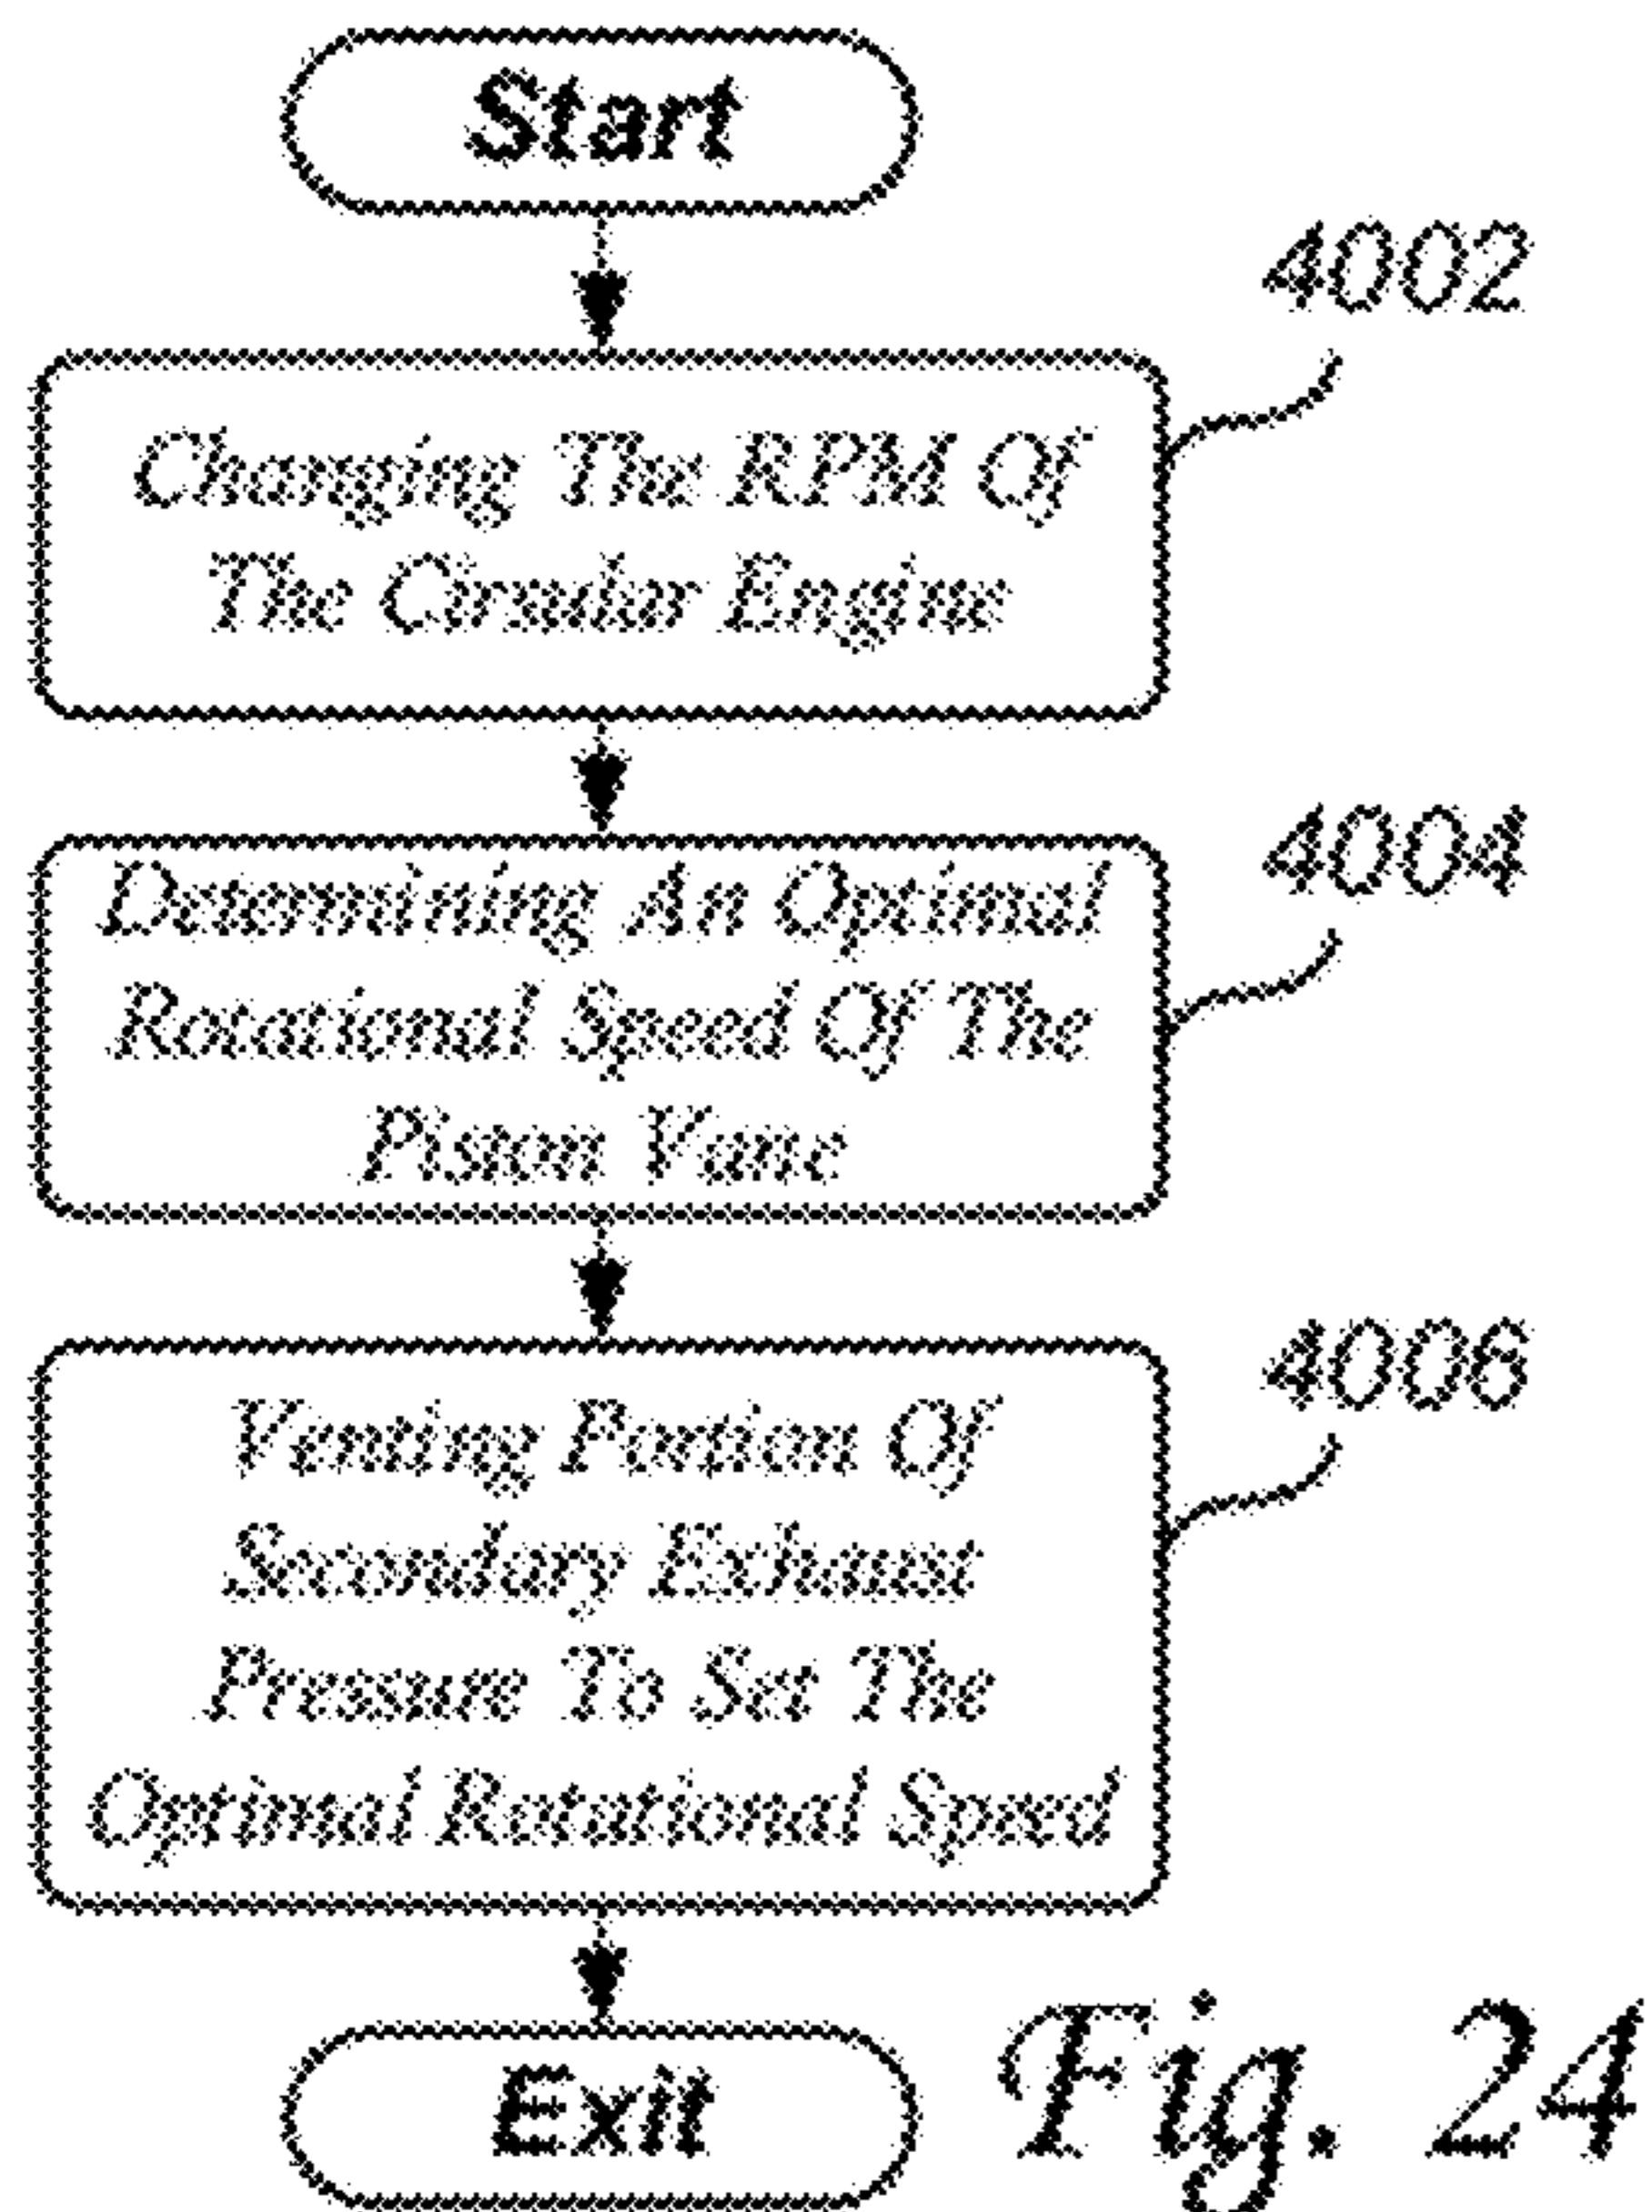 Start
4002
Changing The RPM Of
The Cirsular Engine
4004
Determining An Optimal
Rotational Speed Of The
Piston Vane
4006
Venting Portion Of
Secondary Exhaust
Pressure To Set The
Optimal Rotational Speed
Exit
Fig. 24